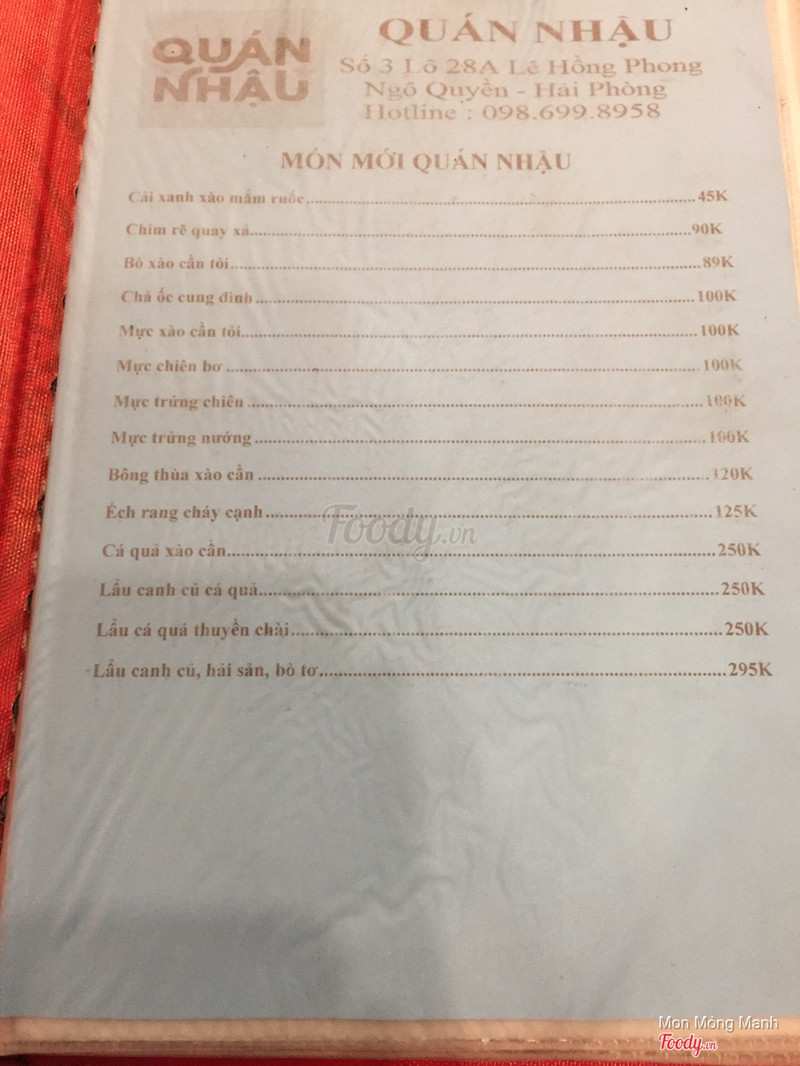 QUÁN
NHẬU
QUÁN NHẬU
Số 3 Lô 28A Lê Hồng Phong
Ngô Quyền - Hải Phòng
Hotline : 098.699.8958
MÓN MỚI QUÁN NHẬU
Cải xanh xào mắm ruốc.....45K
Chim rẽ quay xả.....90K
Bò xào cần tỏi.....89K
Chả ốc cung đình.....100K
Mực xào cần tỏi.....100K
Mực chiên bơ.....100K
Mực trứng chiên.....100K
Mực trứng nướng.....100K
Bông thùa xào cần.....120K
Ếch rang cháy cạnh.....125K
Cá quả xào cần.....250K
Lẩu canh củ cá quả.....250K
Lẩu cá quả thuyền chài.....250K
Lẩu canh củ, hải sản, bò tơ.....295K
Foody.vn
Mon Mỏng Manh
Foody.vn